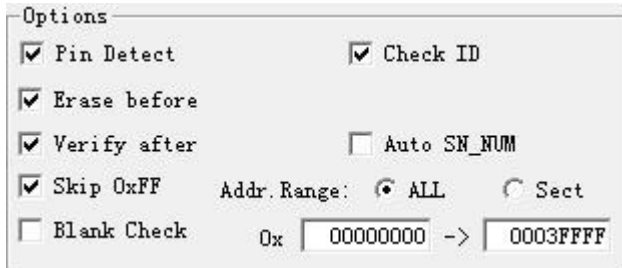 Options
Pin Detect Check ID
Erase before
Verify after Auto SN_NUM
Skip 0xFF Addr.Range: ALL Sect
Blank Check 0x 00000000 -> 0003FFFF